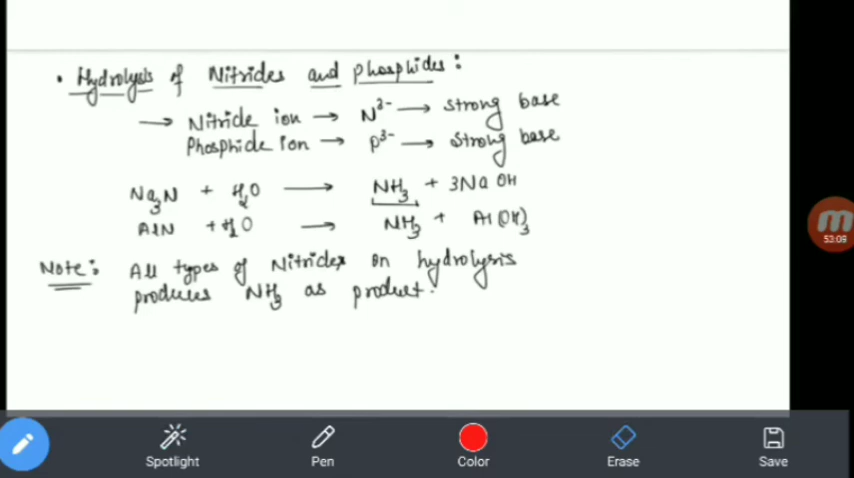 • Hydrolysis of Nitrides and phosphides:
→ Nitride ion → N³⁻ → strong base
Phosphide Ion → P³⁻ → strong base
Na₃N + H₂O → NH₃ + 3NaOH
AlN + H₂O → NH₃ + Al(OH)₃
Note: All types of Nitrides on hydrolysis
produces NH₃ as product.
m
53:09
Spotlight Pen Color Erase Save